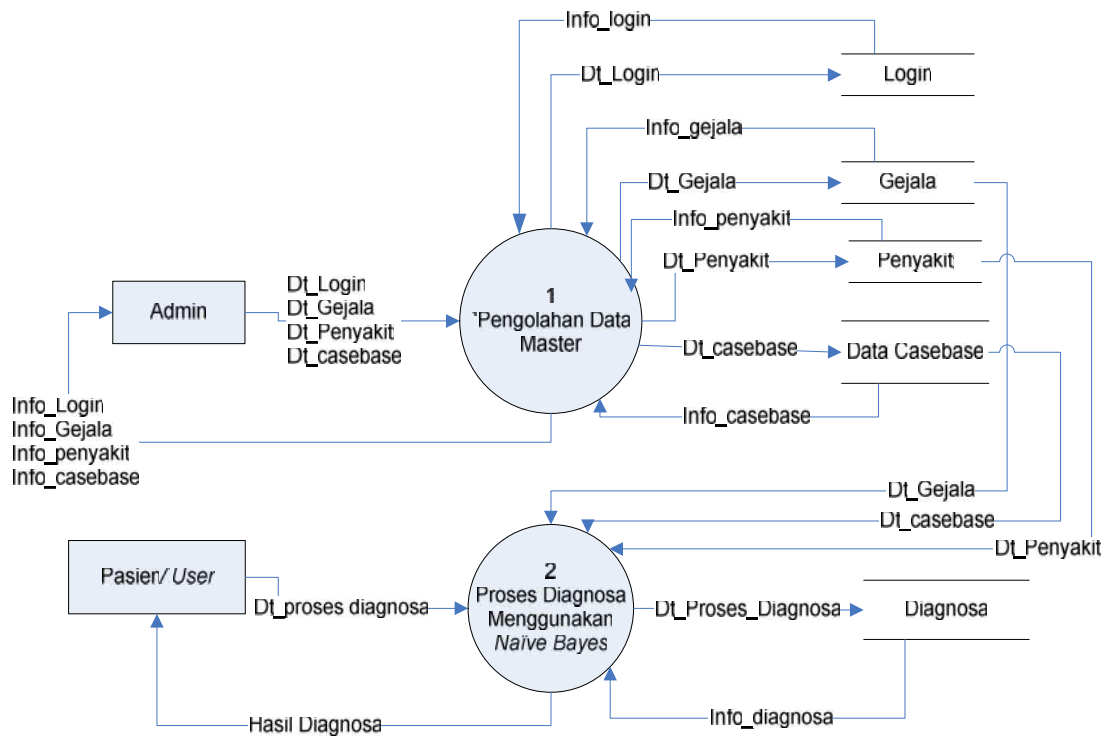 Info_login
Dt_Login
Login
Info_gejala
Dt_Gejala
Gejala
Info_penyakit
Dt_Penyakit
Penyakit
Admin
Dt_Login
Dt_Gejala
Dt_Penyakit
Dt_casebase
1
Pengolahan Data
Master
Dt_casebase
Data Casebase
Info_casebase
Info_Login
Info_Gejala
Info_penyakit
Info_casebase
Dt_Gejala
Dt_casebase
Dt_Penyakit
Pasien/ User
Dt_proses diagnosa
2
Proses Diagnosa
Menggunakan
Naïve Bayes
Dt_Proses_Diagnosa
Diagnosa
Hasil Diagnosa
Info_diagnosa